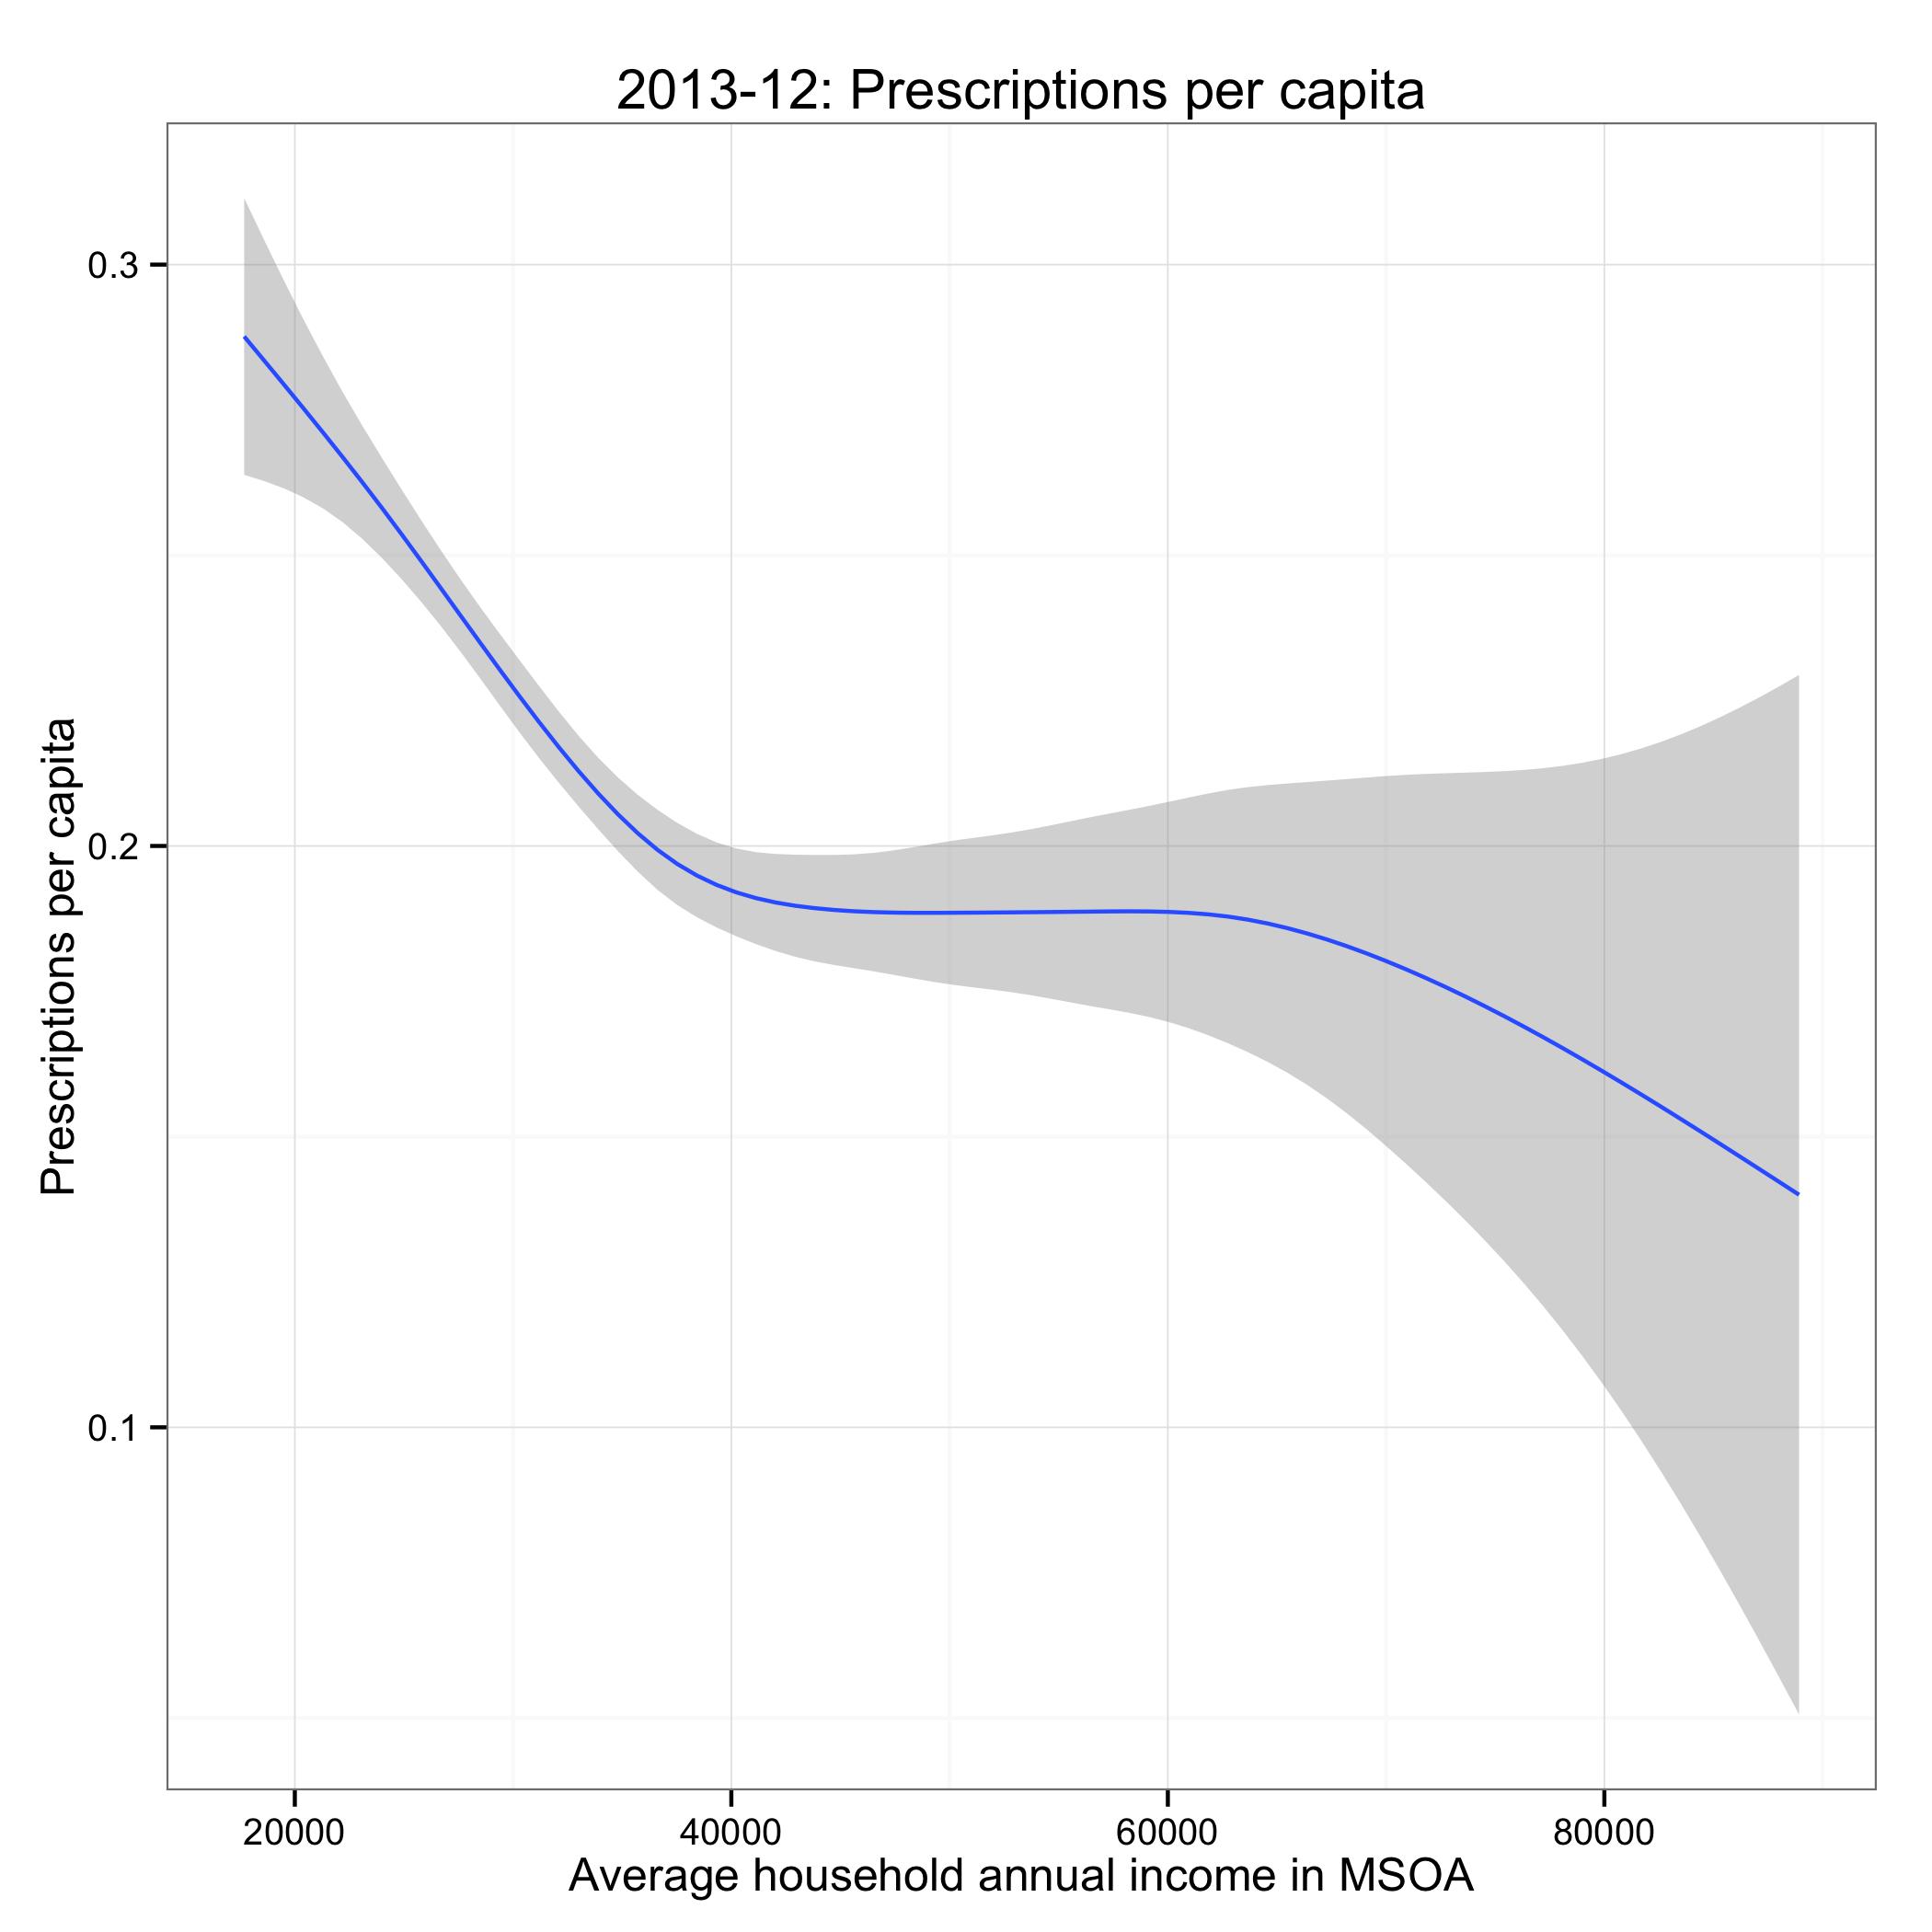 2013-12: Prescriptions per capita
Prescriptions per capita
0.3
0.2
0.1
20000 40000 60000 80000
Average household annual income in MSOA